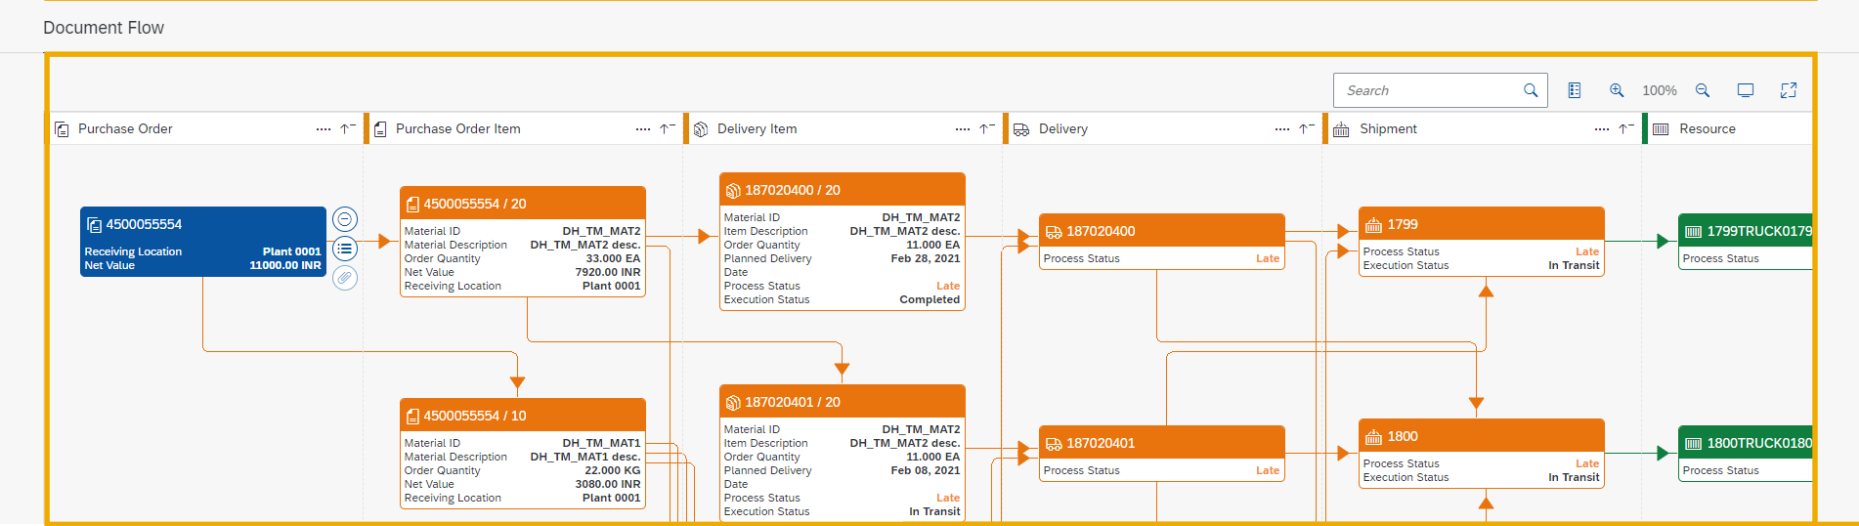 Document Flow
Search
100%
Purchase Order
Purchase Order Item
Delivery Item
Delivery
Shipment
Resource
4500055554
Receiving Location Plant 0001
Net Value 11000.00 INR
4500055554 / 20
Material ID DH_TM_MAT2
Material Description DH_TM_MAT2 desc.
Order Quantity 33.000 EA
Net Value 7920.00 INR
Receiving Location Plant 0001
4500055554 / 10
Material ID DH_TM_MAT1
Material Description DH_TM_MAT1 desc.
Order Quantity 22.000 KG
Net Value 3080.00 INR
Receiving Location Plant 0001
187020400 / 20
Material ID DH_TM_MAT2
Item Description DH_TM_MAT2 desc.
Order Quantity 11.000 EA
Planned Delivery Feb 28, 2021
Date
Process Status Late
Execution Status Completed
187020401 / 20
Material ID DH_TM_MAT2
Item Description DH_TM_MAT2 desc.
Order Quantity 11.000 EA
Planned Delivery Feb 08, 2021
Date
Process Status Late
Execution Status In Transit
187020400
Process Status Late
187020401
Process Status Late
1799
Process Status Late
Execution Status In Transit
1800
Process Status Late
Execution Status In Transit
1799TRUCK0179
Process Status
1800TRUCK0180
Process Status